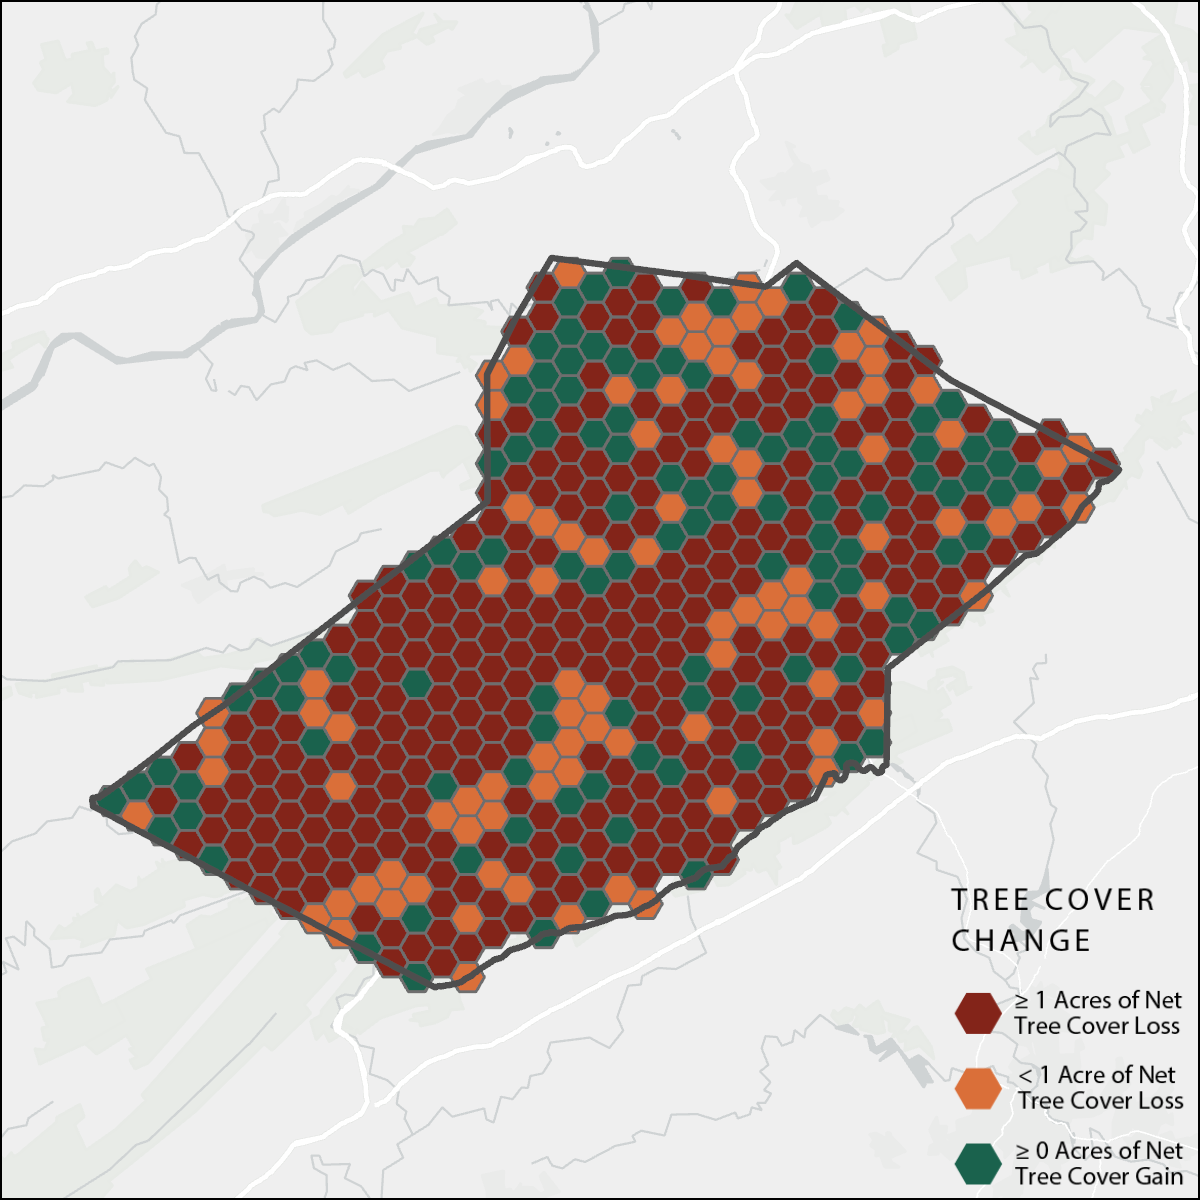 TREE COVER
CHANGE
≥ 1 Acres of Net
Tree Cover Loss
< 1 Acre of Net
Tree Cover Loss
≥ 0 Acres of Net
Tree Cover Gain